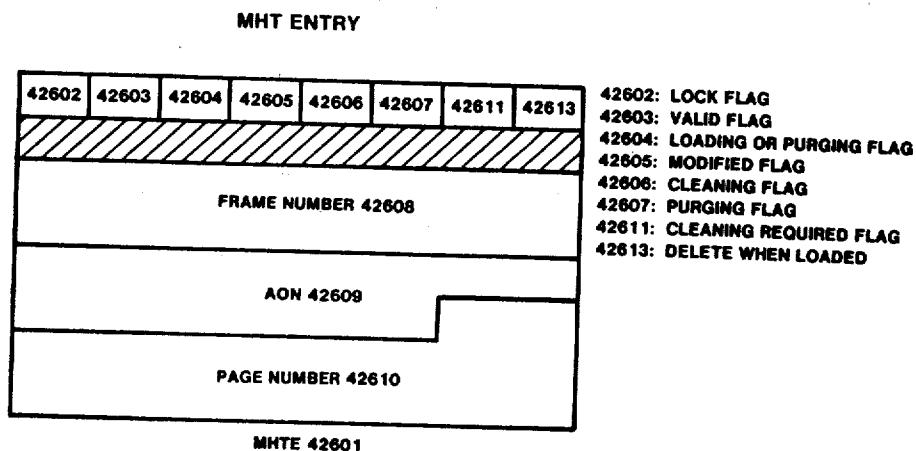 MHT ENTRY
42602 42603 42604 42605 42606 42607 42611 42613
42602: LOCK FLAG
42603: VALID FLAG
42604: LOADING OR PURGING FLAG
42605: MODIFIED FLAG
42606: CLEANING FLAG
42607: PURGING FLAG
42611: CLEANING REQUIRED FLAG
42613: DELETE WHEN LOADED
FRAME NUMBER 42608
AON 42609
PAGE NUMBER 42610
MHTE 42601